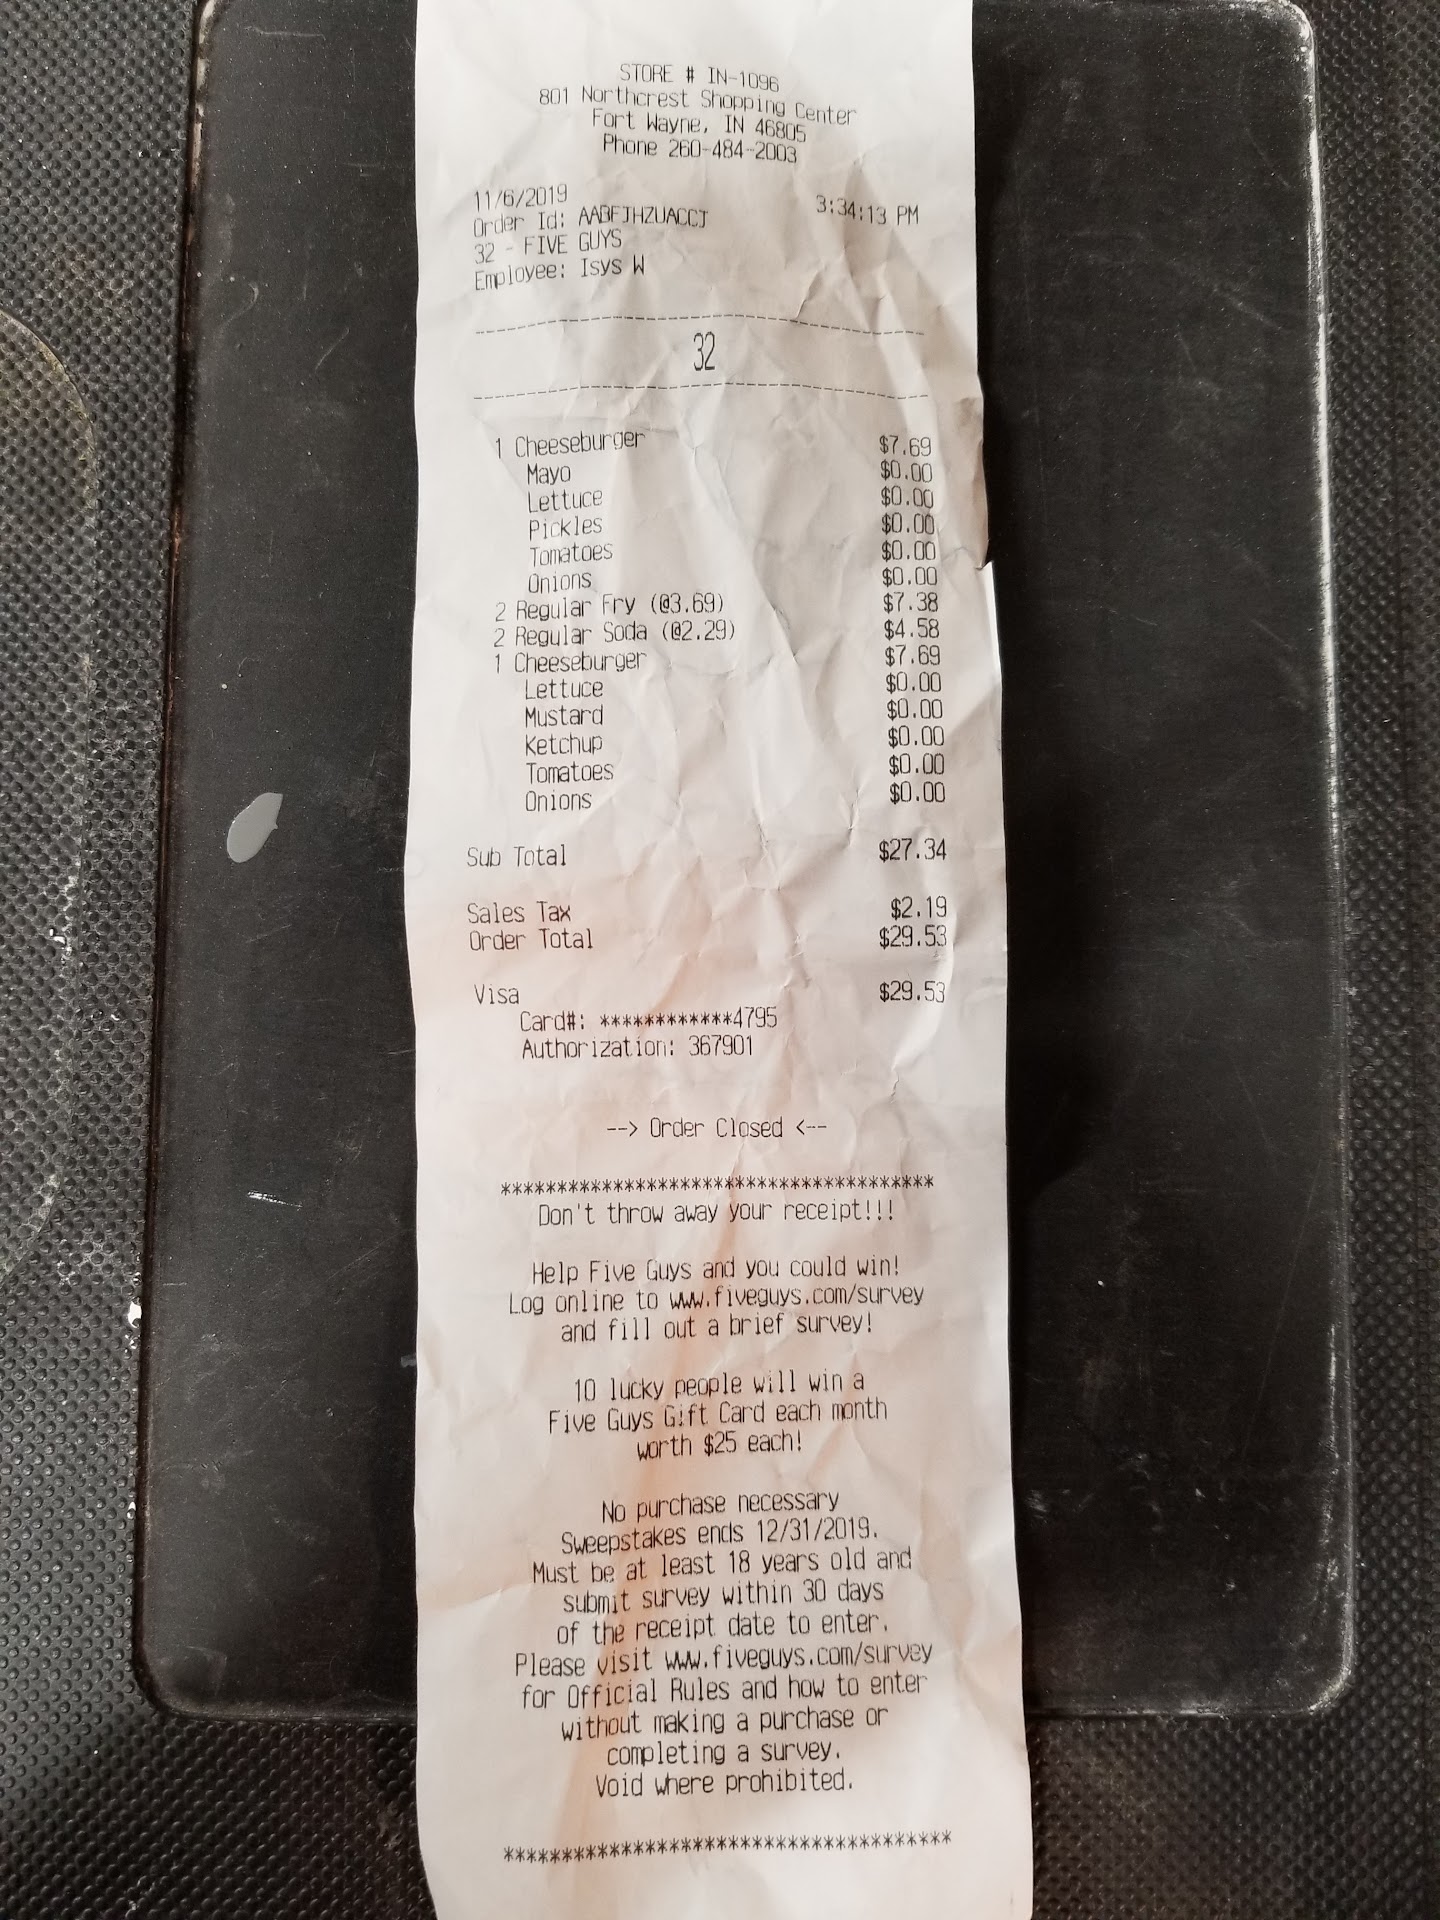 STORE # IN-1096
801 Northcrest Shopping Center
Fort Wayne, IN 46805
Phone 260-484-2003
11/6/2019 3:34:13 PM
Order Id: AABFJHZUACCJ
32 - FIVE GUYS
Employee: Isys W
32
1 Cheeseburger $7.69
Mayo $0.00
Lettuce $0.00
Pickles $0.00
Tomatoes $0.00
Onions $0.00
2 Regular Fry (@3.69) $7.38
2 Regular Soda (@2.29) $4.58
1 Cheeseburger $7.69
Lettuce $0.00
Mustard $0.00
Ketchup $0.00
Tomatoes $0.00
Onions $0.00
Sub Total $27.34
Sales Tax $2.19
Order Total $29.53
Visa $29.53
Card#: ************4795
Authorization: 367901
--> Order Closed <--
***************************************
Don't throw away your receipt!!!
Help Five Guys and you could win!
Log online to www.fiveguys.com/survey
and fill out a brief survey!
10 lucky people will win a
Five Guys Gift Card each month
worth $25 each!
No purchase necessary
Sweepstakes ends 12/31/2019.
Must be at least 18 years old and
submit survey within 30 days
of the receipt date to enter.
Please visit www.fiveguys.com/survey
for Official Rules and how to enter
without making a purchase or
completing a survey.
Void where prohibited.
***************************************